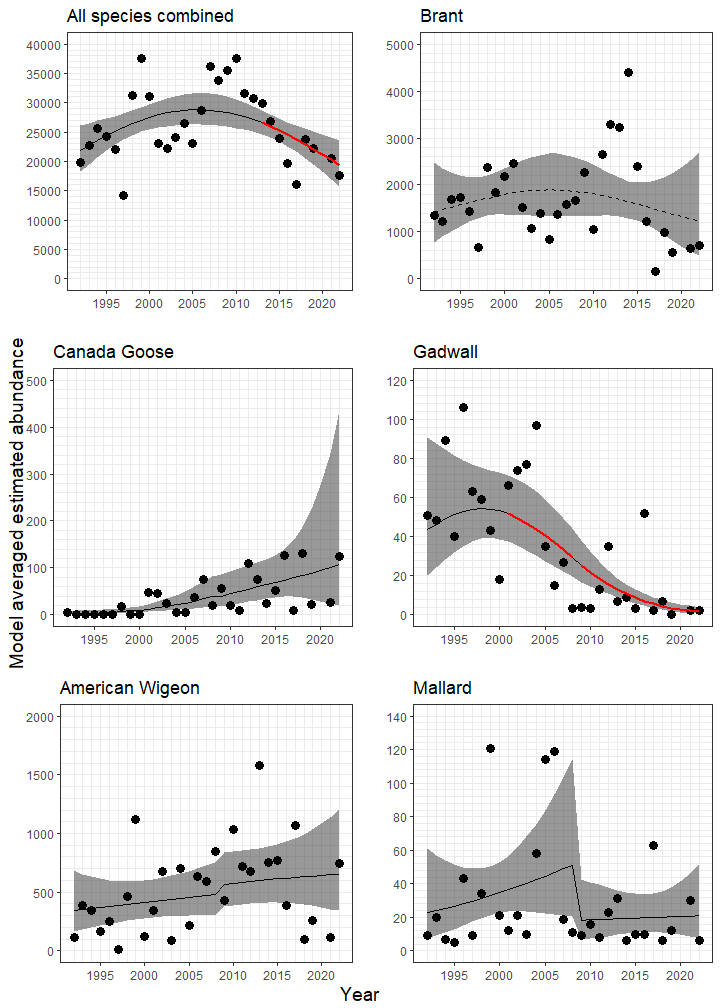 All species combined
40000
35000
30000
25000
20000
15000
10000
5000
0
1995 2000 2005 2010 2015 2020
Brant
5000
4000
3000
2000
1000
0
1995 2000 2005 2010 2015 2020
Model averaged estimated abundance
Canada Goose
500
400
300
200
100
0
1995 2000 2005 2010 2015 2020
Gadwall
120
100
80
60
40
20
0
1995 2000 2005 2010 2015 2020
American Wigeon
2000
1500
1000
500
0
1995 2000 2005 2010 2015 2020
Mallard
140
120
100
80
60
40
20
0
1995 2000 2005 2010 2015 2020
Year